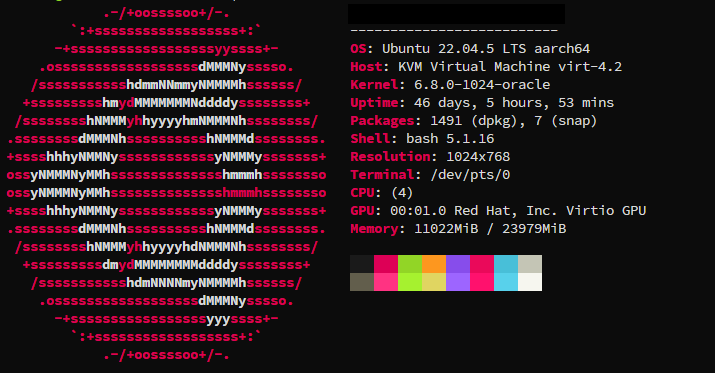 .-/+oossssoo+/-.
`:+ssssssssssssssssss+:`
-+ssssssssssssssssssyyssss+-
.ossssssssssssssssssdMMMNysssso.
/ssssssssssshdmmNNmmyNMMMMhssssss/
+ssssssssshmydMMMMMMMNddddyssssssss+
/sssssssshNMMMyhhyyyyhmNMMMNhssssssss/
.ssssssssdMMMNhsssssssssshNMMMdssssssss.
+sssshhhyNMMNyssssssssssssyNMMMysssssss+
ossyNMMMNyMMhsssssssssssssshmmmhssssssso
ossyNMMMNyMMhsssssssssssssshmmmhssssssso
+sssshhhyNMMNyssssssssssssyNMMMysssssss+
.ssssssssdMMMNhsssssssssshNMMMdssssssss.
/sssssssshNMMMyhhyyyyhdNMMMNhssssssss/
+sssssssssdmydMMMMMMMMddddyssssssss+
/ssssssssssshdmNNNNmyNMMMMhssssss/
.ossssssssssssssssssdMMMNysssso.
-+sssssssssssssssssyyyssss+-
`:+ssssssssssssssssss+:`
.-/+oossssoo+/-.
--------------------------
OS: Ubuntu 22.04.5 LTS aarch64
Host: KVM Virtual Machine virt-4.2
Kernel: 6.8.0-1024-oracle
Uptime: 46 days, 5 hours, 53 mins
Packages: 1491 (dpkg), 7 (snap)
Shell: bash 5.1.16
Resolution: 1024x768
Terminal: /dev/pts/0
CPU: (4)
GPU: 00:01.0 Red Hat, Inc. Virtio GPU
Memory: 11022MiB / 23979MiB